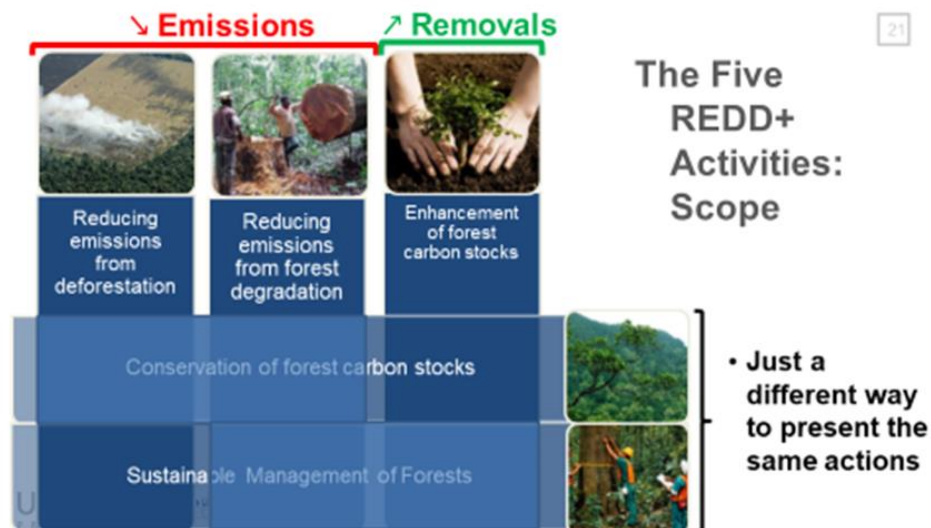 ↘ Emissions
↗ Removals
21
The Five
REDD+
Activities:
Scope
Reducing
emissions
from
deforestation
Reducing
emissions
from forest
degradation
Enhancement
of forest
carbon stocks
Conservation of forest carbon stocks
Sustainable Management of Forests
• Just a
different way
to present the
same actions